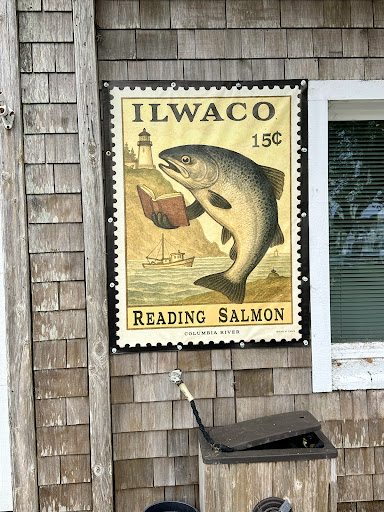 ILWACO
15¢
READING SALMON
COLUMBIA RIVER